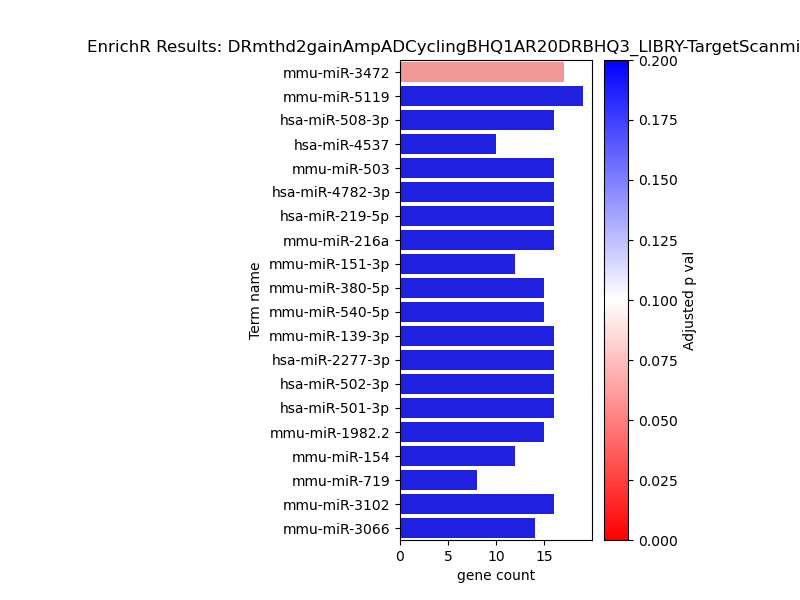 EnrichR Results: DRmthd2gainAmpADCyclingBHQ1AR20DRBHQ3_LIBRY-TargetScanmi
mmu-miR-3472
mmu-miR-5119
hsa-miR-508-3p
hsa-miR-4537
mmu-miR-503
hsa-miR-4782-3p
hsa-miR-219-5p
mmu-miR-216a
mmu-miR-151-3p
mmu-miR-380-5p
mmu-miR-540-5p
mmu-miR-139-3p
hsa-miR-2277-3p
hsa-miR-502-3p
hsa-miR-501-3p
mmu-miR-1982.2
mmu-miR-154
mmu-miR-719
mmu-miR-3102
mmu-miR-3066
Term name
0 5 10 15
gene count
0.200
0.175
0.150
0.125
0.100
0.075
0.050
0.025
0.000
Adjusted p val